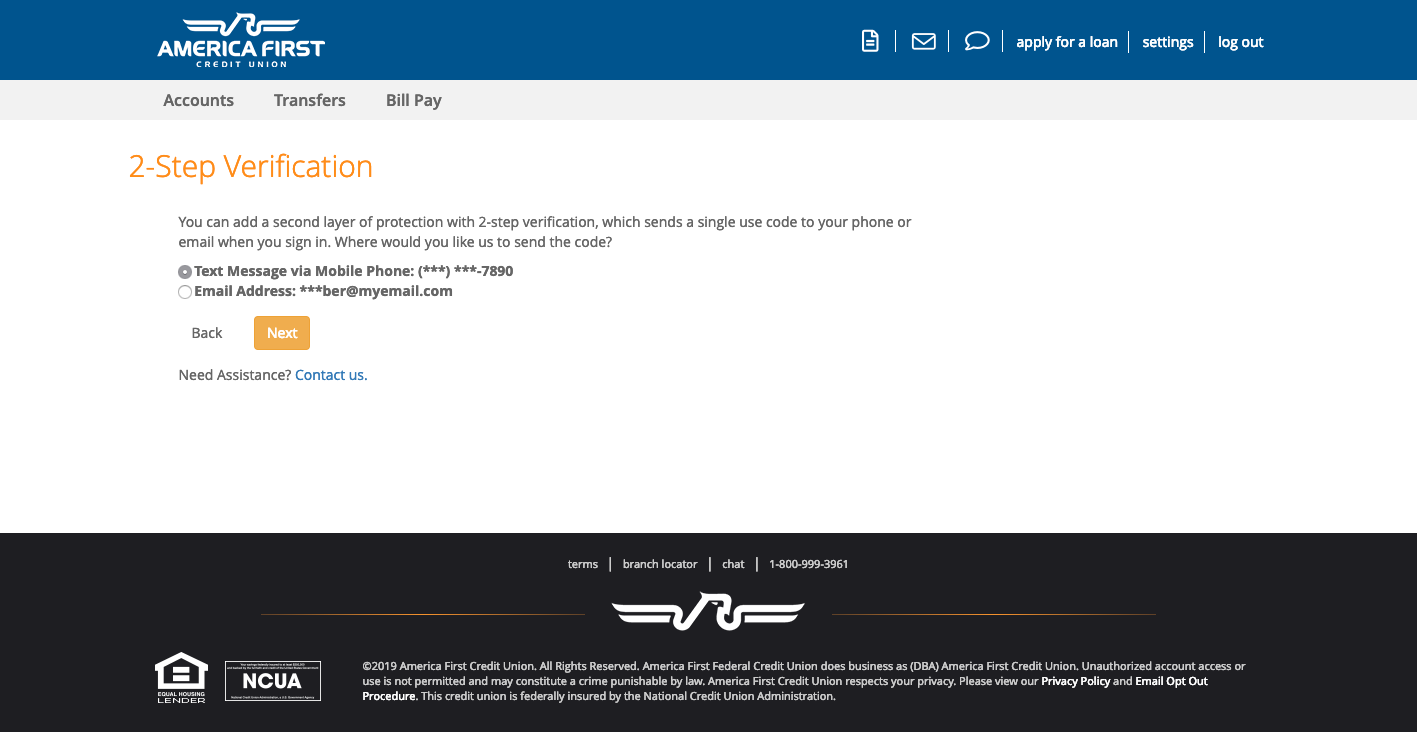 AMERICA FIRST
CREDIT UNION
apply for a loan
settings
log out
Accounts
Transfers
Bill Pay
2-Step Verification
You can add a second layer of protection with 2-step verification, which sends a single use code to your phone or
email when you sign in. Where would you like us to send the code?
Text Message via Mobile Phone: (***) ***-7890
Email Address: ***ber@myemail.com
Back
Next
Need Assistance? Contact us.
terms
branch locator
chat
1-800-999-3961
EQUAL HOUSING
LENDER
NCUA
©2019 America First Credit Union. All Rights Reserved. America First Federal Credit Union does business as (DBA) America First Credit Union. Unauthorized account access or
use is not permitted and may constitute a crime punishable by law. America First Credit Union respects your privacy. Please view our Privacy Policy and Email Opt Out
Procedure. This credit union is federally insured by the National Credit Union Administration.